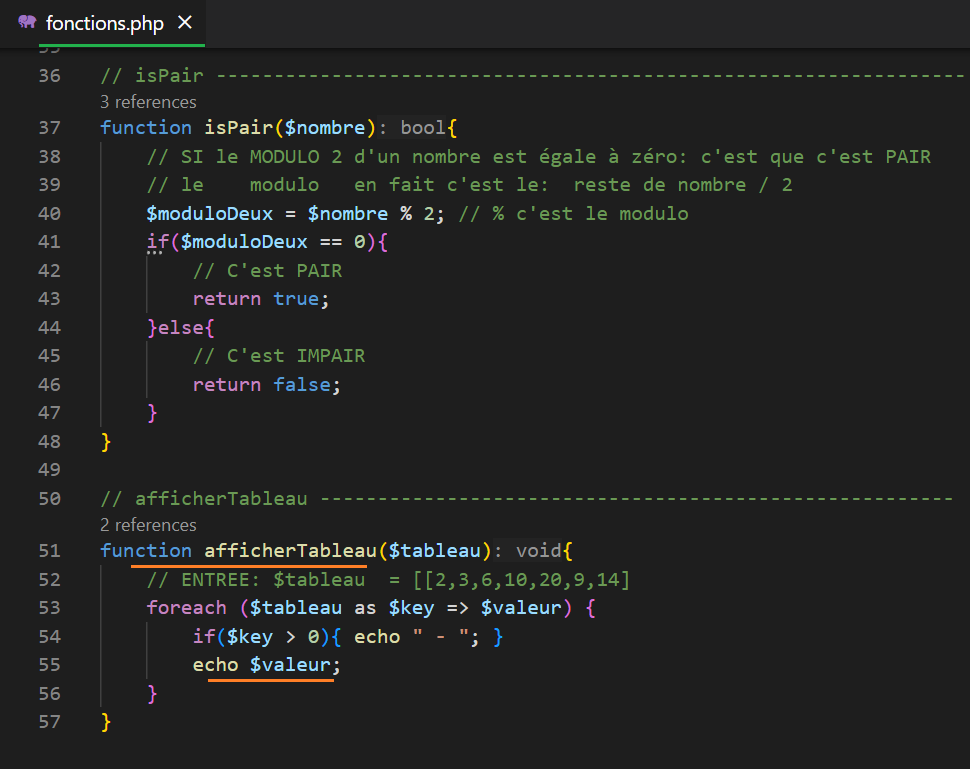 fonctions.php ×
35
36 // isPair -----------------------------------------------------------------
3 references
37 function isPair($nombre): bool{
38 // SI le MODULO 2 d'un nombre est égale à zéro: c'est que c'est PAIR
39 // le    modulo   en fait c'est le:  reste de nombre / 2
40 $moduloDeux = $nombre % 2; // % c'est le modulo
41 if($moduloDeux == 0){
42 // C'est PAIR
43 return true;
44 }else{
45 // C'est IMPAIR
46 return false;
47 }
48 }
49
50 // afficherTableau -------------------------------------------------------
2 references
51 function afficherTableau($tableau): void{
52 // ENTREE: $tableau  = [[2,3,6,10,20,9,14]
53 foreach ($tableau as $key => $valeur) {
54 if($key > 0){ echo " - "; }
55 echo $valeur;
56 }
57 }